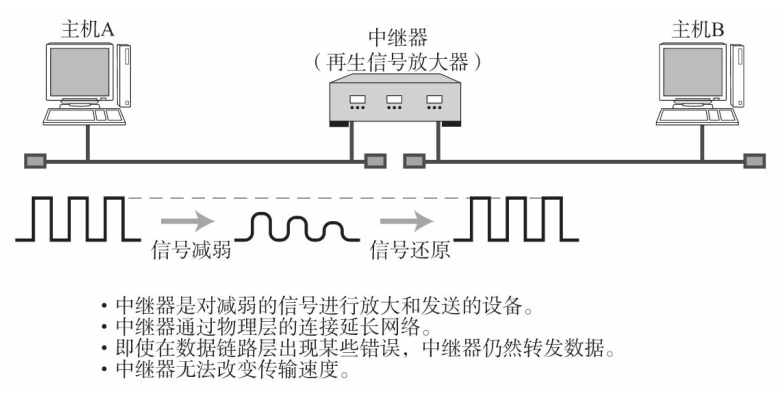 主机A
中继器
（再生信号放大器）
主机B
信号减弱
信号还原
·中继器是对减弱的信号进行放大和发送的设备。
·中继器通过物理层的连接延长网络。
·即使在数据链路层出现某些错误，中继器仍然转发数据。
·中继器无法改变传输速度。